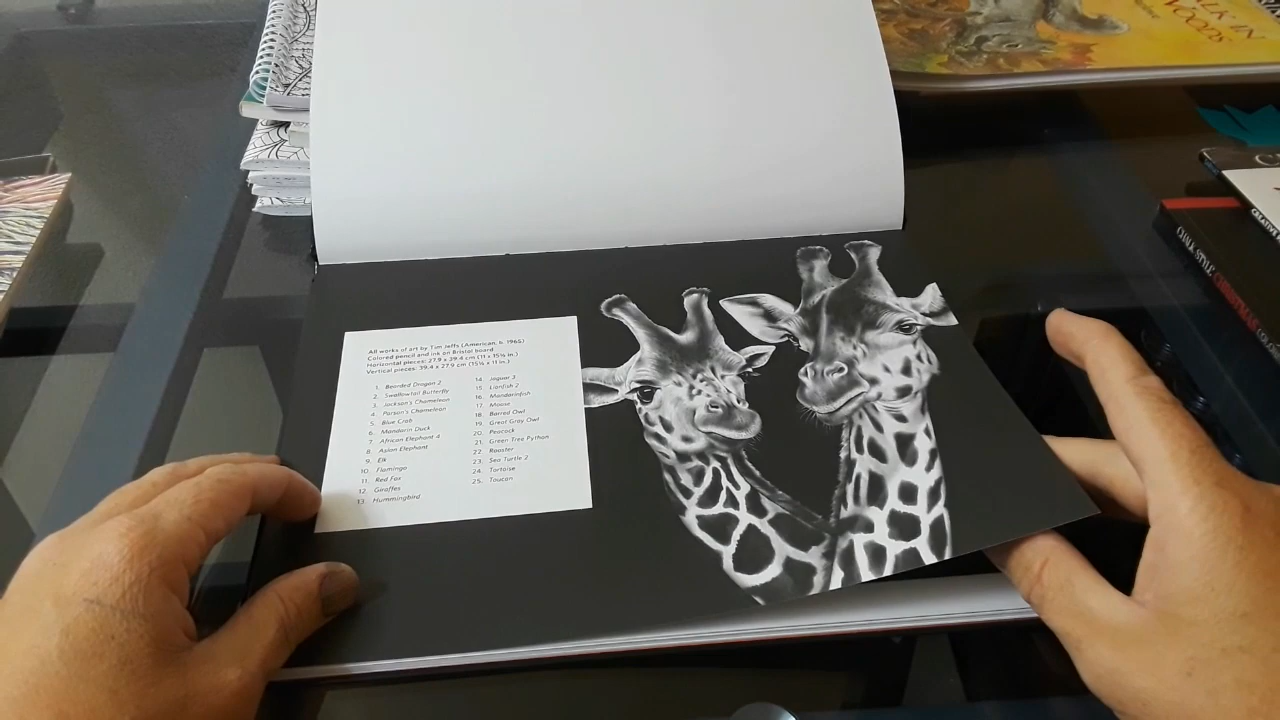 ALK IN
WOODS
All works of art by Tim Jeffs (American, b. 1965)
Colored pencil and ink on Bristol board
Horizontal pieces: 27.9 x 39.4 cm (11 x 15½ in.)
Vertical pieces: 39.4 x 27.9 cm (15½ x 11 in.)
1. Bearded Dragon 2
2. Swallowtail Butterfly
3. Jackson's Chameleon
4. Parson's Chameleon
5. Blue Crab
6. Mandarin Duck
7. African Elephant 4
8. Asian Elephant
9. Elk
10. Flamingo
11. Red Fox
12. Giraffes
13. Hummingbird
14. Jaguar 3
15. Lionfish 2
16. Mandarinfish
17. Moose
18. Barred Owl
19. Great Gray Owl
20. Peacock
21. Green Tree Python
22. Rooster
23. Sea Turtle 2
24. Tortoise
25. Toucan
CHALK-STYLE CHRISTMAS
CREATIVE